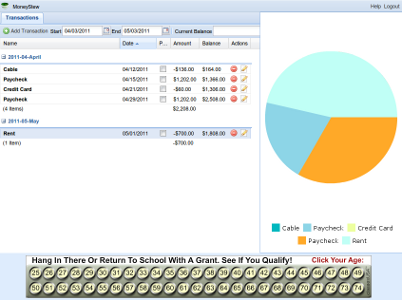 MoneyStew Help Logout
Transactions
Add Transaction Start 04/03/2011 End 05/03/2011 Current Balance
Name Date P... Amount Balance Actions
2011-04-April
Cable 04/12/2011 -$138.00 $164.00
Paycheck 04/15/2011 $1,202.00 $1,366.00
Credit Card 04/21/2011 -$60.00 $1,306.00
Paycheck 04/29/2011 $1,202.00 $2,508.00
(4 items) $2,206.00
2011-05-May
Rent 05/01/2011 -$700.00 $1,808.00
(1 item) -$700.00
Cable Paycheck Credit Card
Paycheck Rent
Hang In There Or Return To School With A Grant. See If You Qualify! Click Your Age:
25 26 27 28 29 30 31 32 33 34 35 36 37 38 39 40 41 42 43 44 45 46 47 48 49
50 51 52 53 54 55 56 57 58 59 60 61 62 63 64 65 66 67 68 69 70 71 72 73 74